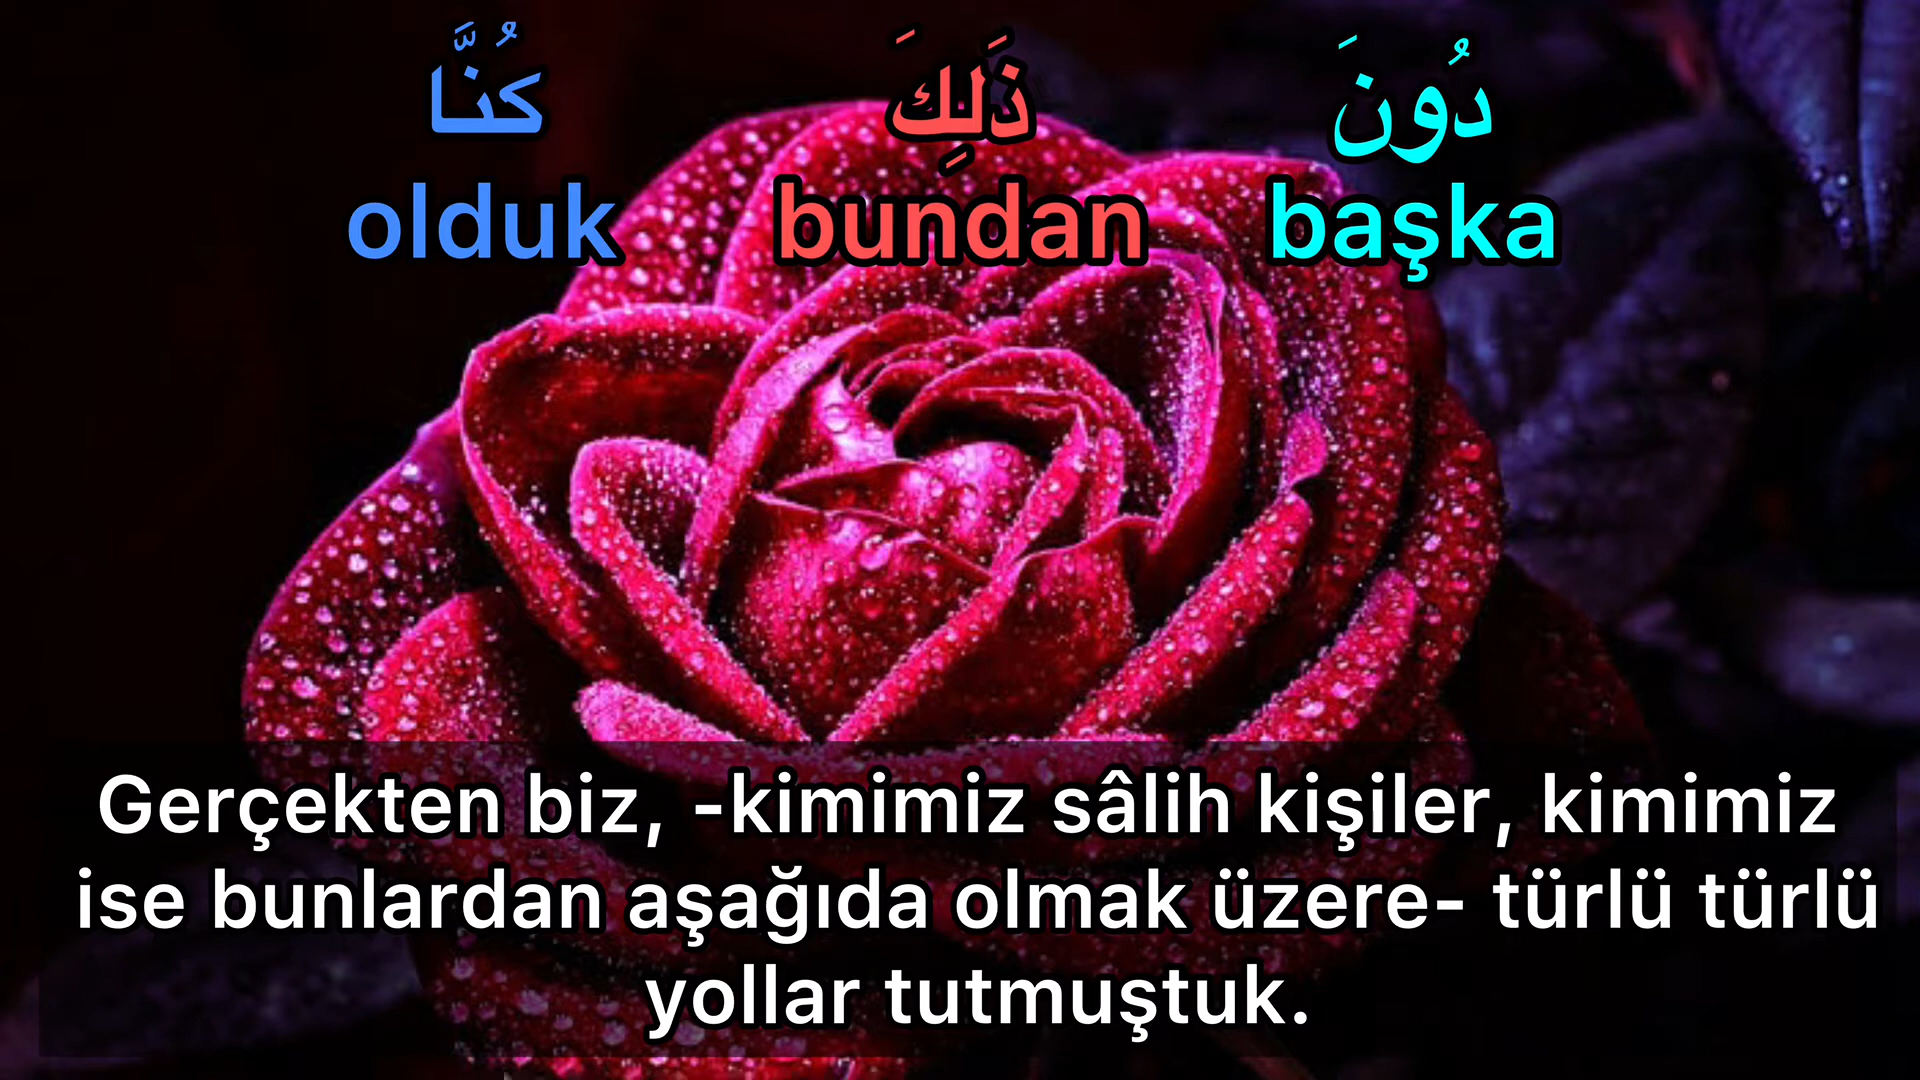 دُونَ ذَلِكَ كُنَّا
olduk bundan başka
Gerçekten biz, -kimimiz sâlih kişiler, kimimiz
ise bunlardan aşağıda olmak üzere- türlü türlü
yollar tutmuştuk.